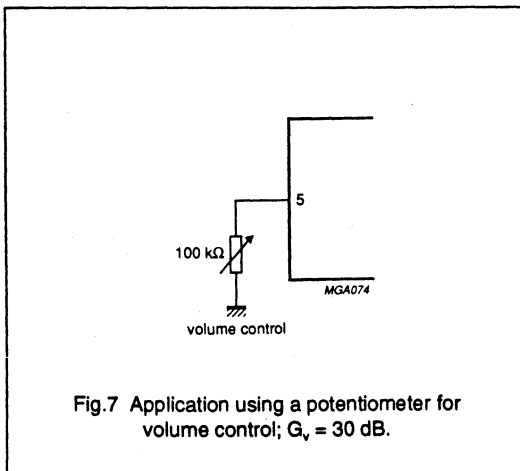 5
100 kΩ
MGA074
volume control
Fig.7 Application using a potentiometer for
volume control; Gv = 30 dB.